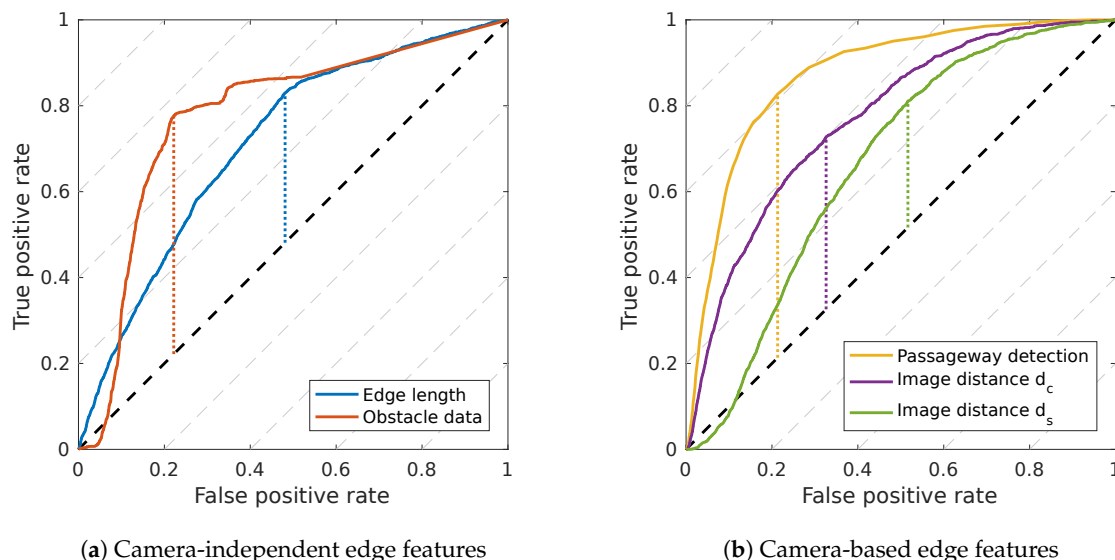 True positive rate
1
0.8
0.6
0.4
0.2
0
0.2
0.4
0.6
0.8
1
False positive rate
Edge length
Obstacle data
(a) Camera-independent edge features
True positive rate
1
0.8
0.6
0.4
0.2
0
0
0.2
0.4
0.6
0.8
1
False positive rate
Passageway detection
Image distance d_c
Image distance d_s
(b) Camera-based edge features